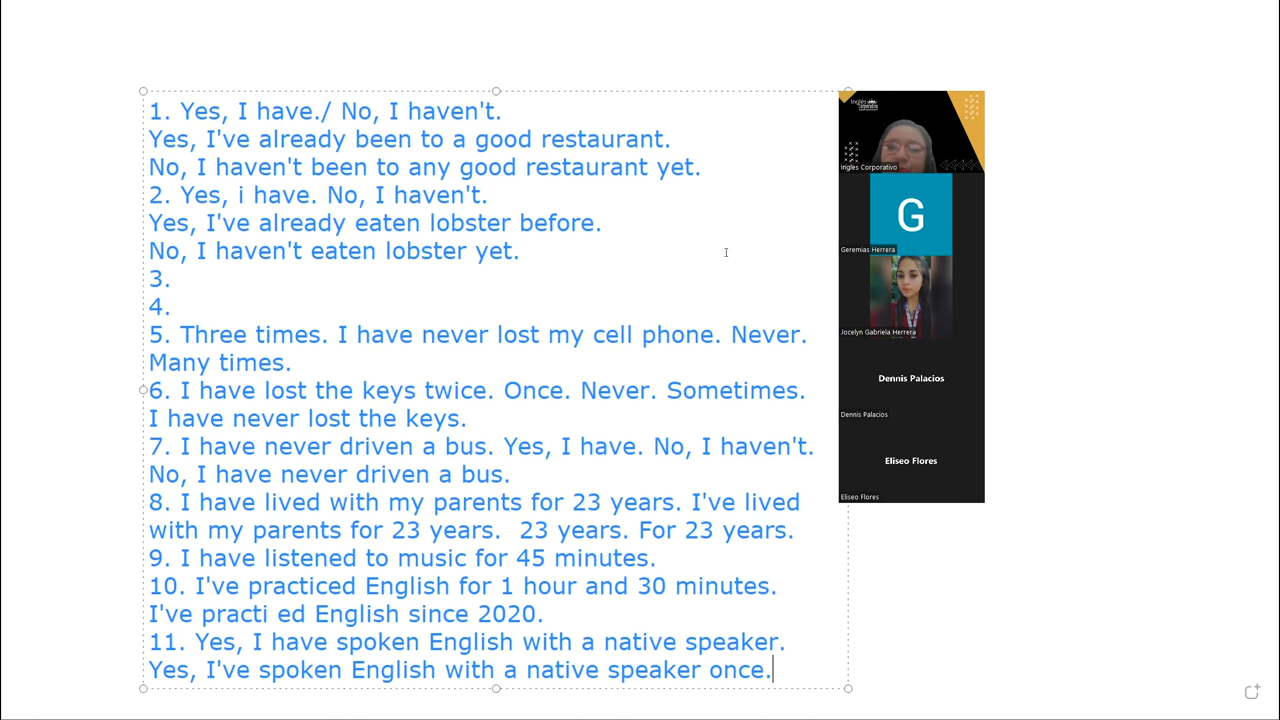 1. Yes, I have./ No, I haven't.
Yes, I've already been to a good restaurant.
No, I haven't been to any good restaurant yet.
2. Yes, i have. No, I haven't.
Yes, I've already eaten lobster before.
No, I haven't eaten lobster yet.
3.
4.
5. Three times. I have never lost my cell phone. Never.
Many times.
6. I have lost the keys twice. Once. Never. Sometimes.
I have never lost the keys.
7. I have never driven a bus. Yes, I have. No, I haven't.
No, I have never driven a bus.
8. I have lived with my parents for 23 years. I've lived
with my parents for 23 years.  23 years. For 23 years.
9. I have listened to music for 45 minutes.
10. I've practiced English for 1 hour and 30 minutes.
I've practi ed English since 2020.
11. Yes, I have spoken English with a native speaker.
Yes, I've spoken English with a native speaker once.
Inglés
Corporativo
Inglés Corporativo
G
Geremias Herrera
Jocelyn Gabriela Herrera
Dennis Palacios
Dennis Palacios
Eliseo Flores
Eliseo Flores